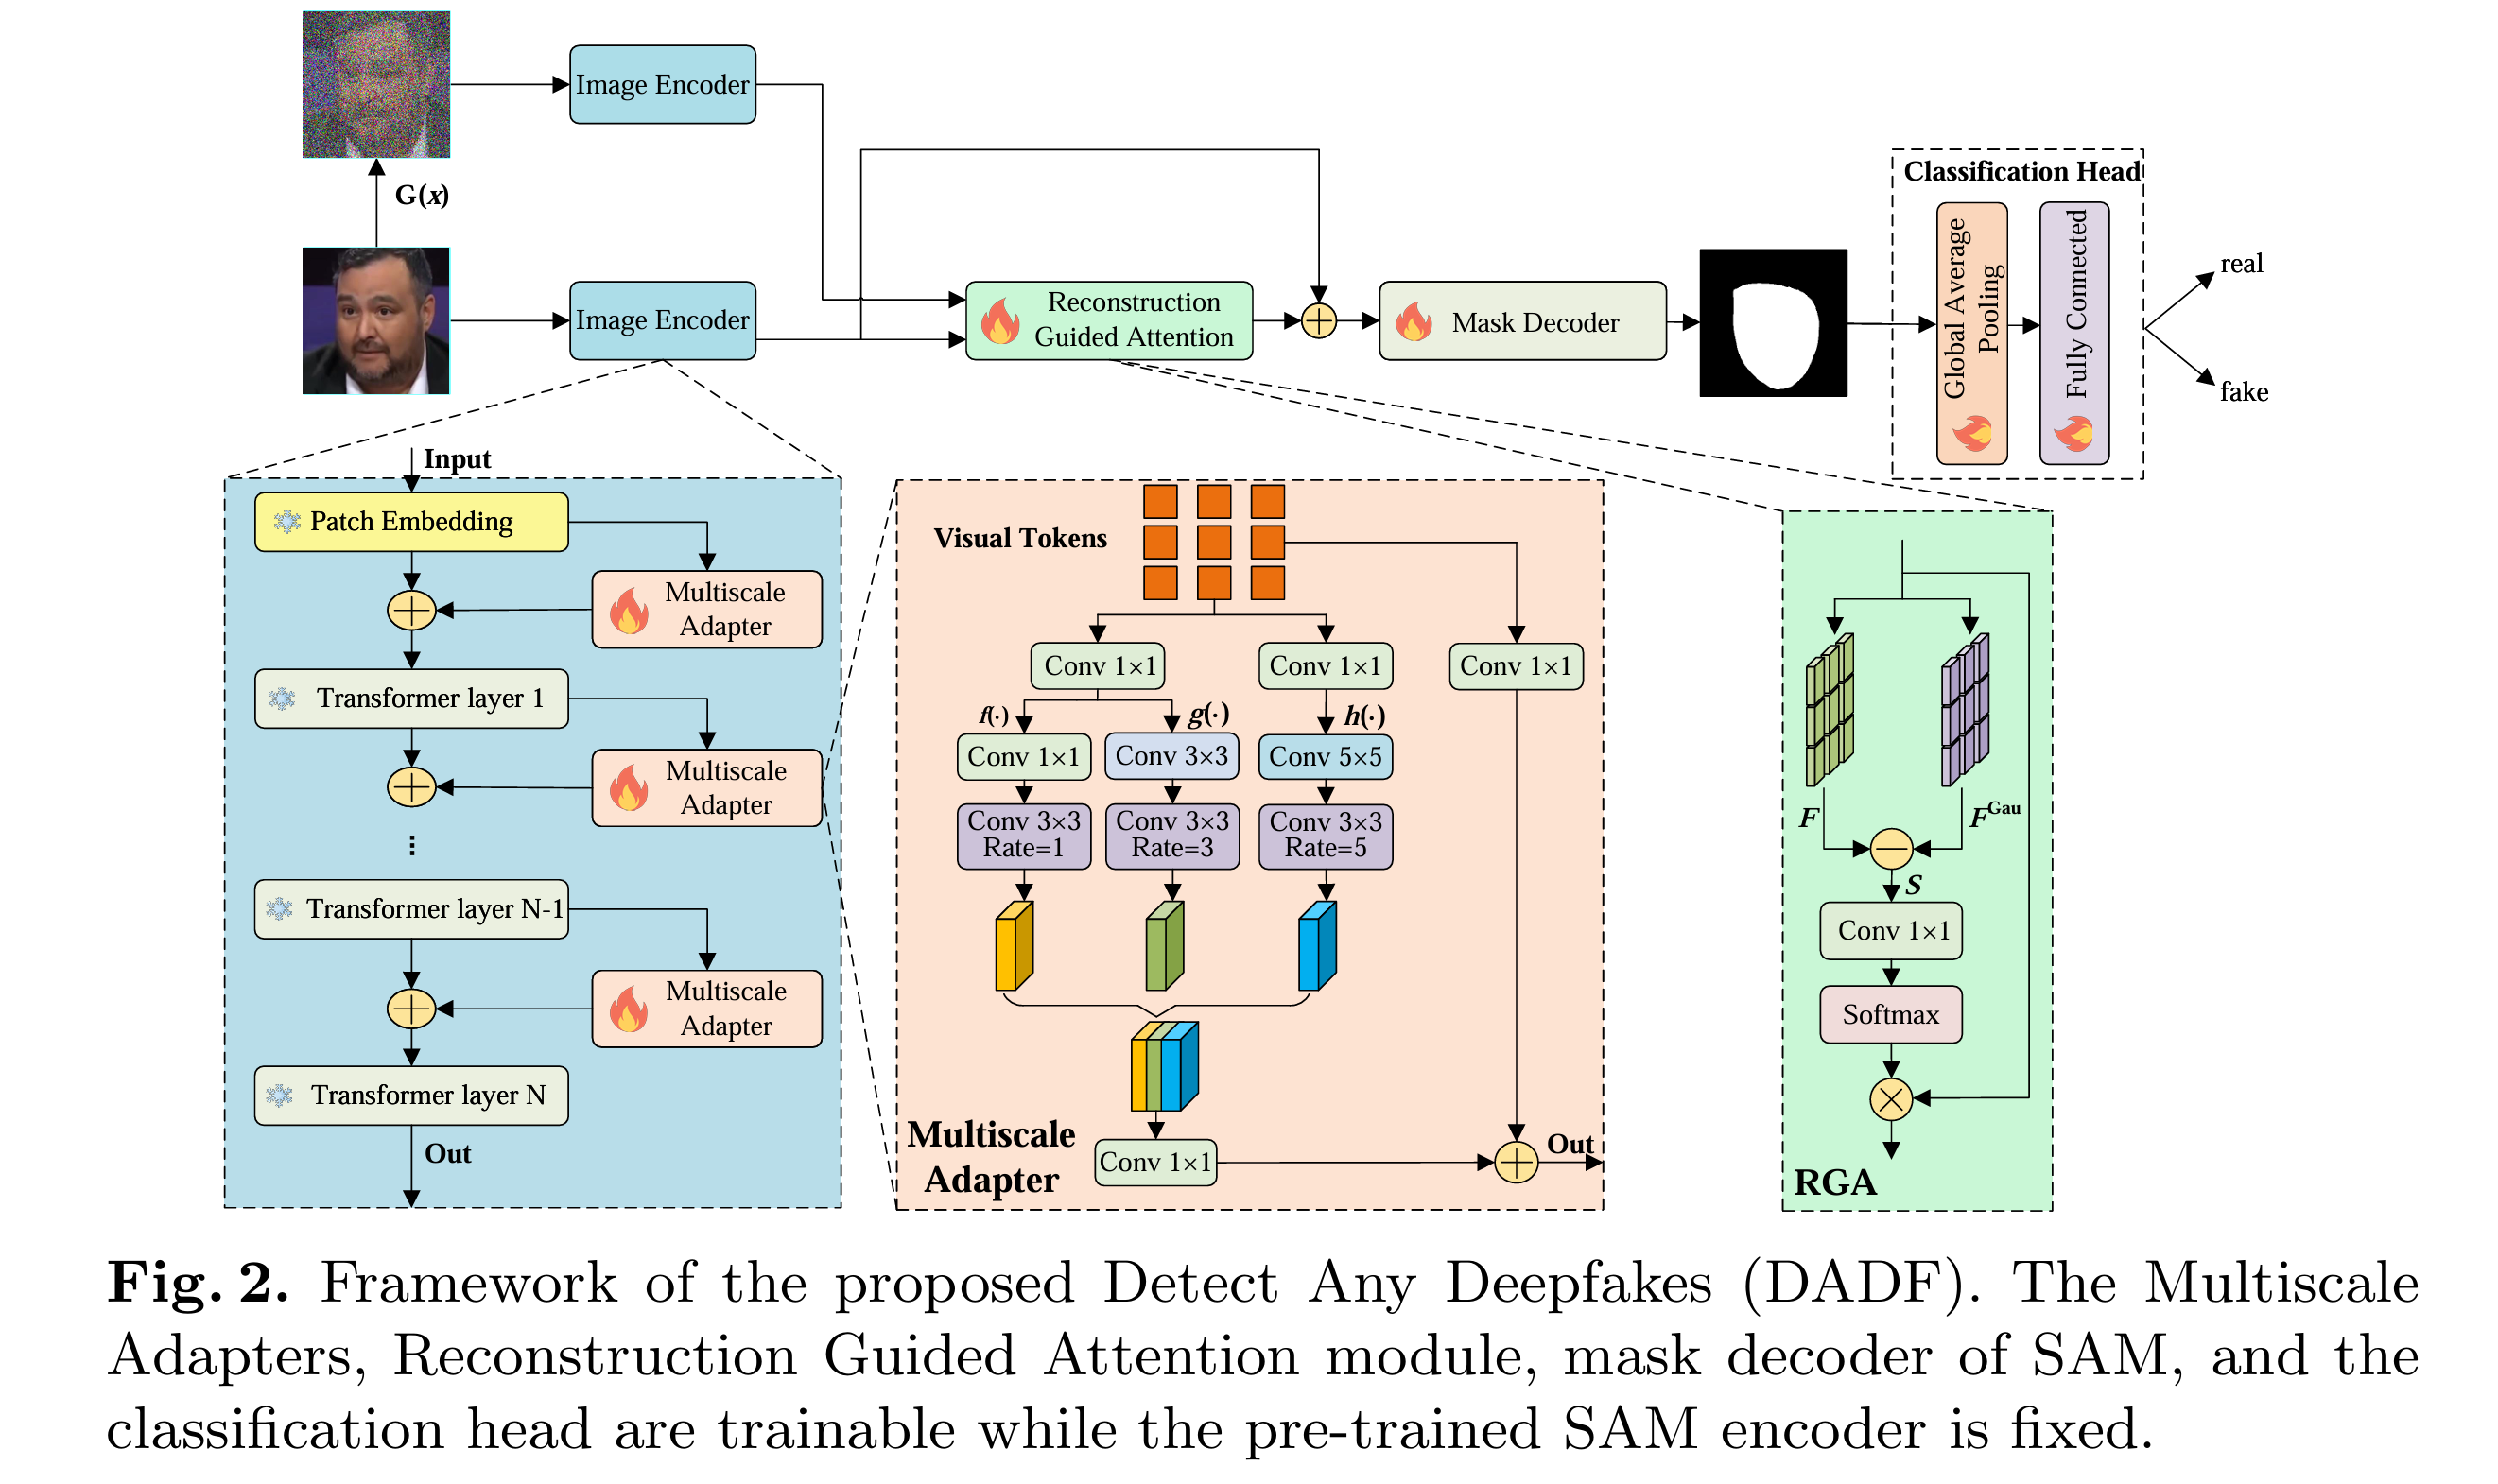 Image Encoder
G(x)
Image Encoder
Reconstruction
Guided Attention
Mask Decoder
Classification Head
Global Average
Pooling
Fully Connected
real
fake
Input
Patch Embedding
Multiscale
Adapter
Transformer layer 1
Multiscale
Adapter
...
Transformer layer N-1
Multiscale
Adapter
Transformer layer N
Out
Visual Tokens
Conv 1×1
Conv 1×1
Conv 1×1
f(·)
g(·)
h(·)
Conv 1×1
Conv 3×3
Conv 5×5
Conv 3×3
Rate=1
Conv 3×3
Rate=3
Conv 3×3
Rate=5
Multiscale
Adapter
Conv 1×1
Out
F
F^Gau
S
Conv 1×1
Softmax
RGA
Fig. 2. Framework of the proposed Detect Any Deepfakes (DADF). The Multiscale
Adapters, Reconstruction Guided Attention module, mask decoder of SAM, and the
classification head are trainable while the pre-trained SAM encoder is fixed.